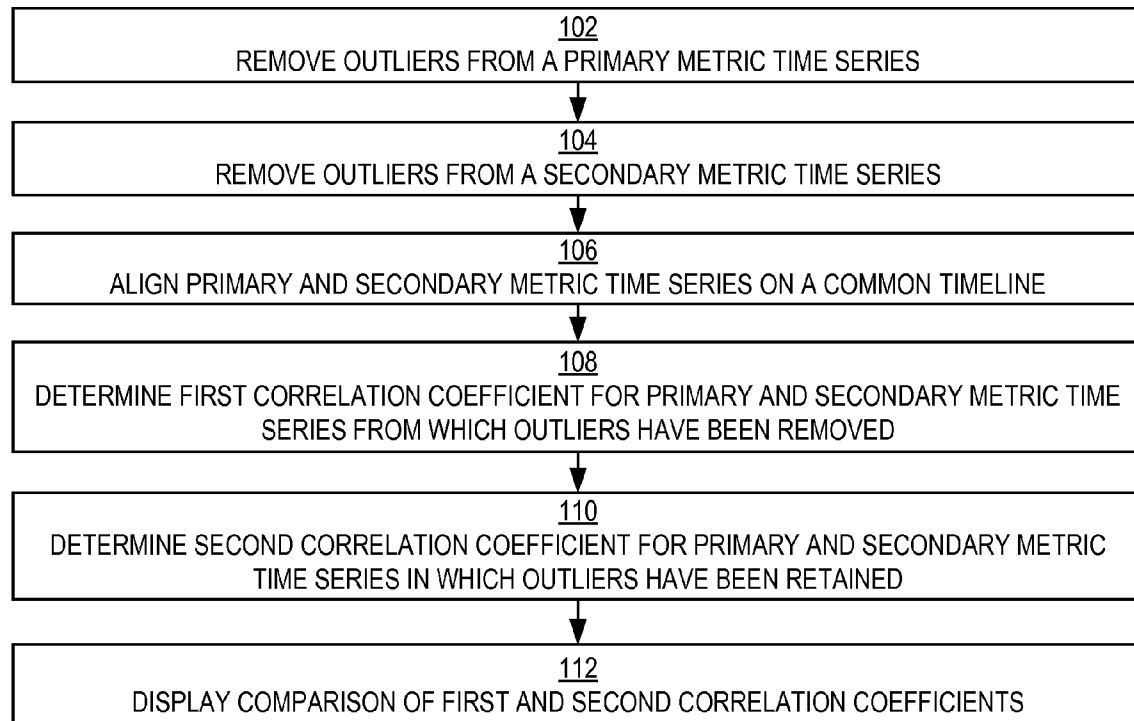 102
REMOVE OUTLIERS FROM A PRIMARY METRIC TIME SERIES
104
REMOVE OUTLIERS FROM A SECONDARY METRIC TIME SERIES
106
ALIGN PRIMARY AND SECONDARY METRIC TIME SERIES ON A COMMON TIMELINE
108
DETERMINE FIRST CORRELATION COEFFICIENT FOR PRIMARY AND SECONDARY METRIC TIME
SERIES FROM WHICH OUTLIERS HAVE BEEN REMOVED
110
DETERMINE SECOND CORRELATION COEFFICIENT FOR PRIMARY AND SECONDARY METRIC
TIME SERIES IN WHICH OUTLIERS HAVE BEEN RETAINED
112
DISPLAY COMPARISON OF FIRST AND SECOND CORRELATION COEFFICIENTS